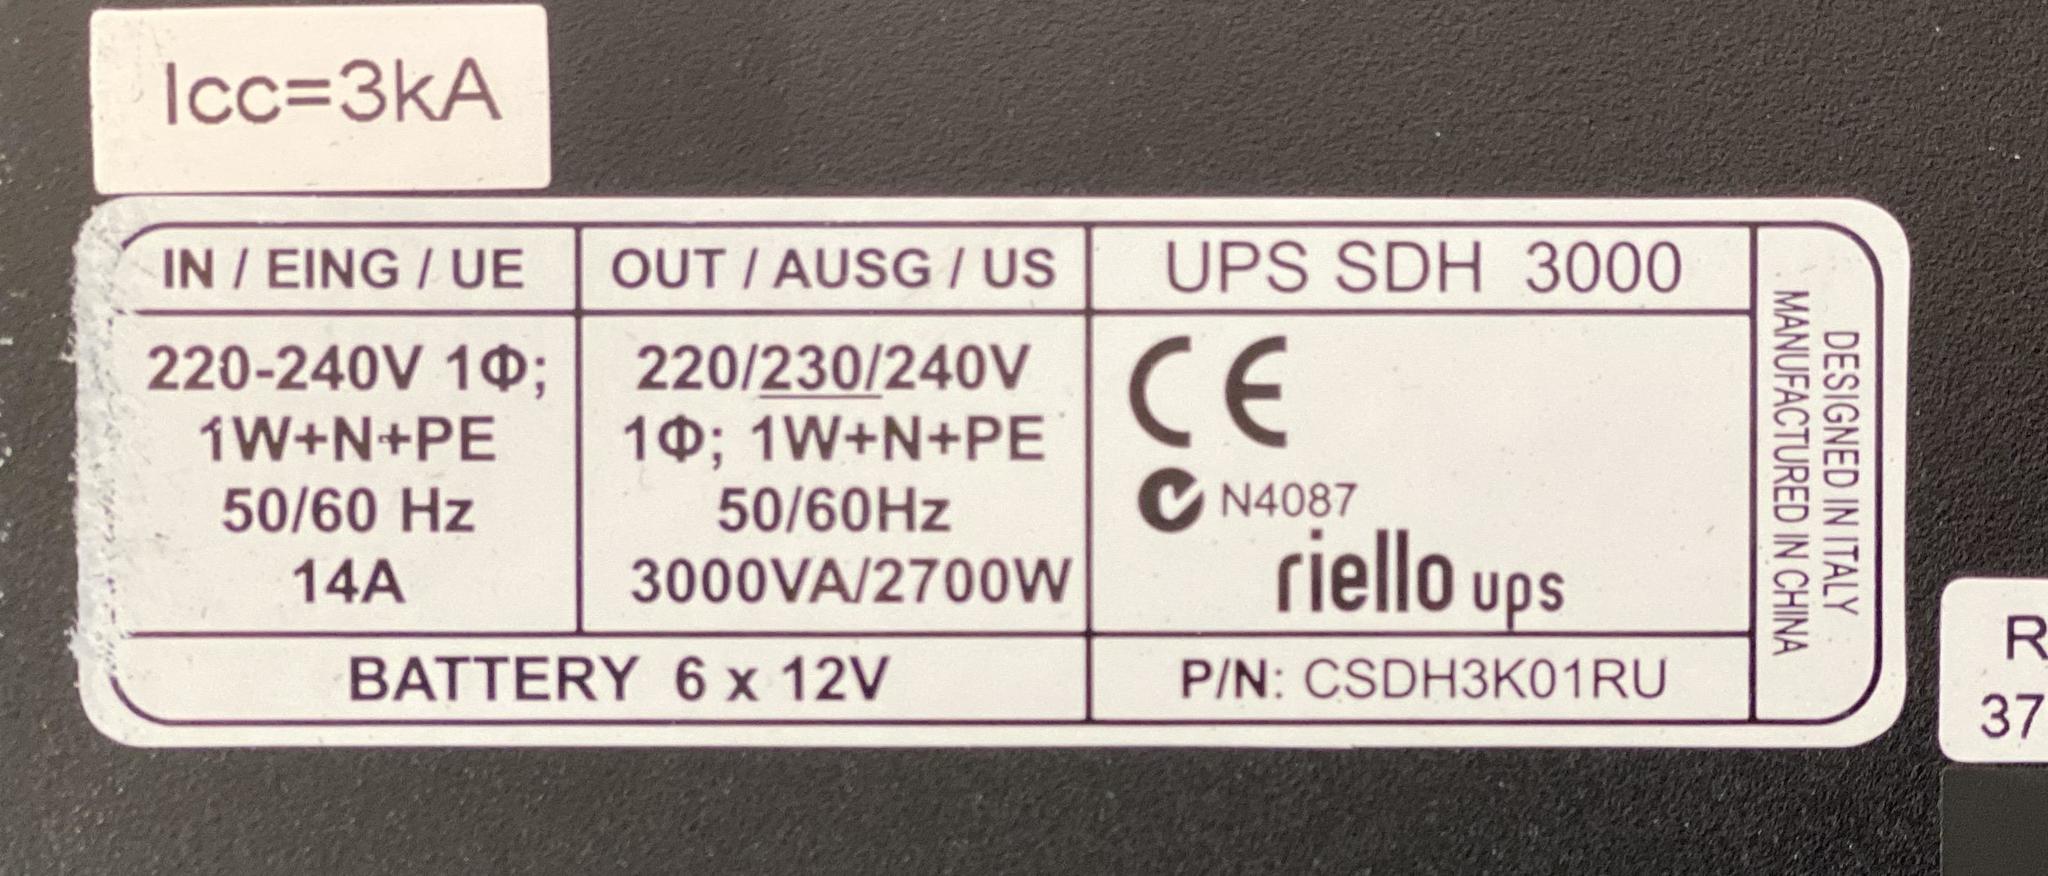 Icc=3kA
IN / EING / UE
220-240V 1Φ;
1W+N+PE
50/60 Hz
14A
OUT / AUSG / US
220/230/240V
1Φ; 1W+N+PE
50/60Hz
3000VA/2700W
BATTERY 6 x 12V
UPS SDH 3000
CE
N4087
riello ups
P/N: CSDH3K01RU
DESIGNED IN ITALY
MANUFACTURED IN CHINA
R
37